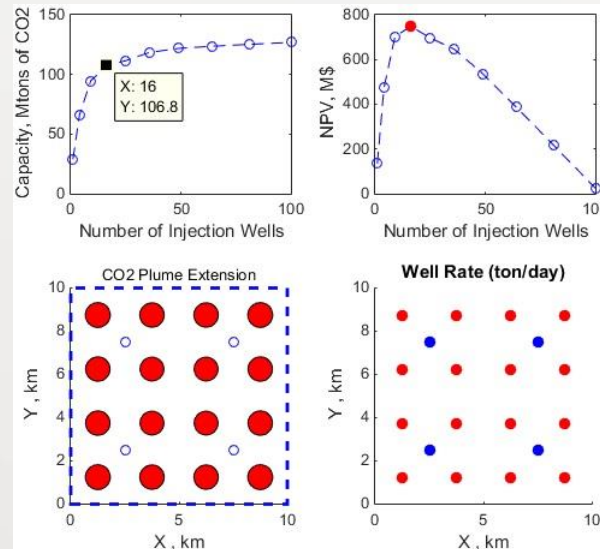 Capacity, Mtons of CO2
150
100
50
0
X: 16
Y: 106.8
0 50 100
Number of Injection Wells
NPV, M$
800
600
400
200
0
0 50 100
Number of Injection Wells
CO2 Plume Extension
Y , km
10
8
6
4
2
0
0 5 10
X , km
Well Rate (ton/day)
Y , km
10
8
6
4
2
0
0 5 10
X , km